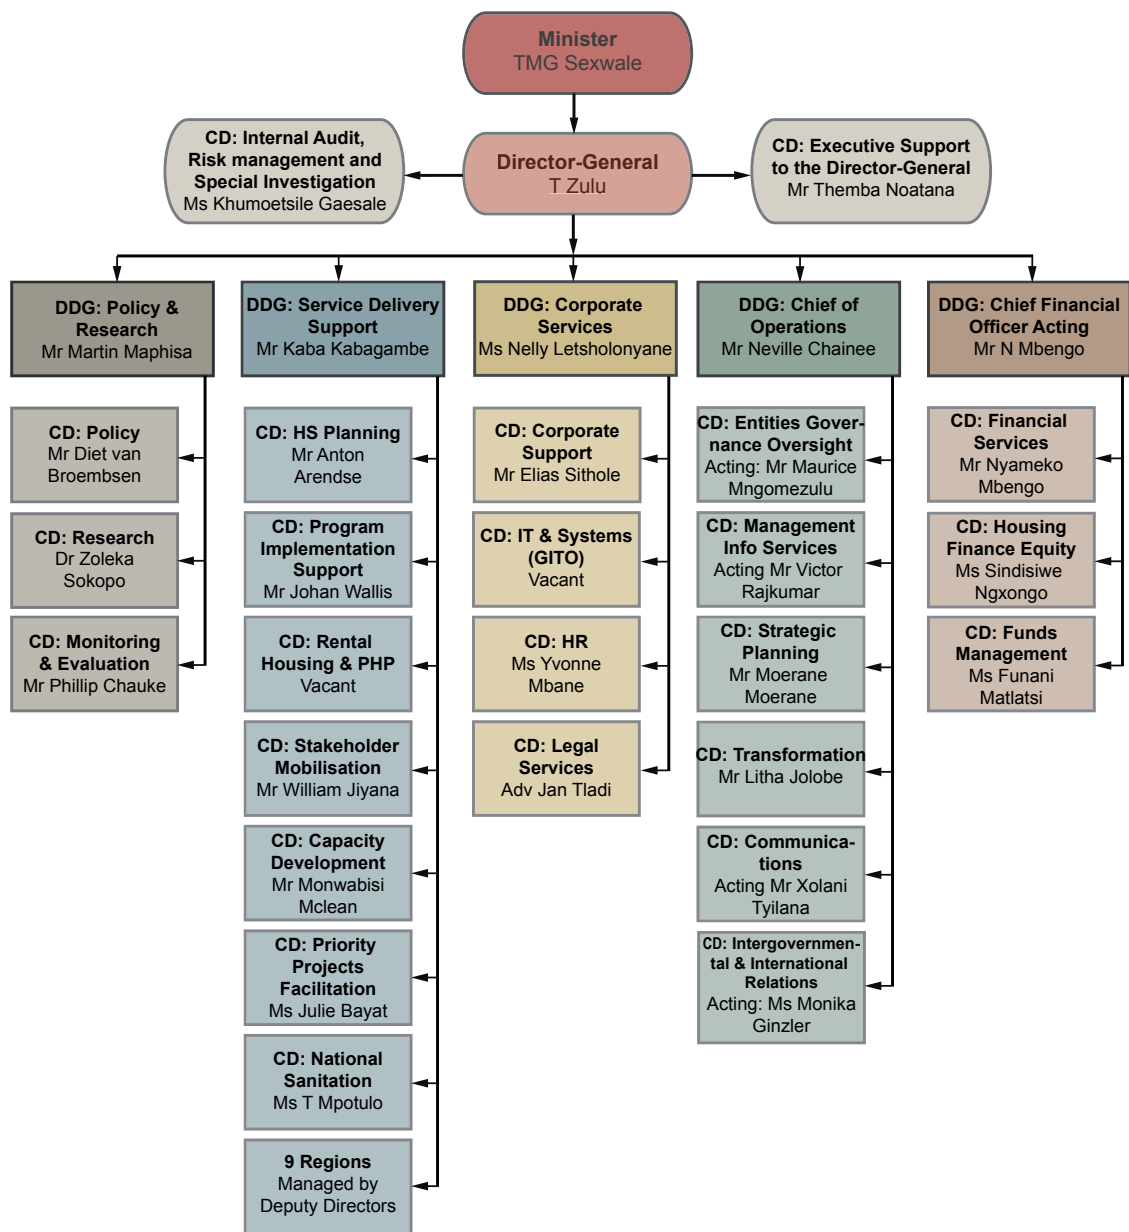 Minister
TMG Sexwale
CD: Internal Audit,
Risk management and
Special Investigation
Ms Khumoetsile Gaesale
Director-General
T Zulu
CD: Executive Support
to the Director-General
Mr Themba Noatana
DDG: Policy &
Research
Mr Martin Maphisa
DDG: Service Delivery
Support
Mr Kaba Kabagambe
DDG: Corporate
Services
Ms Nelly Letsholonyane
DDG: Chief of
Operations
Mr Neville Chainee
DDG: Chief Financial
Officer Acting
Mr N Mbengo
CD: Policy
Mr Diet van
Broembsen
CD: Research
Dr Zoleka
Sokopo
CD: Monitoring
& Evaluation
Mr Phillip Chauke
CD: HS Planning
Mr Anton
Arendse
CD: Program
Implementation
Support
Mr Johan Wallis
CD: Rental
Housing & PHP
Vacant
CD: Stakeholder
Mobilisation
Mr William Jiyana
CD: Capacity
Development
Mr Monwabisi
Mclean
CD: Priority
Projects
Facilitation
Ms Julie Bayat
CD: National
Sanitation
Ms T Mpotulo
9 Regions
Managed by
Deputy Directors
CD: Corporate
Support
Mr Elias Sithole
CD: IT & Systems
(GITO)
Vacant
CD: HR
Ms Yvonne
Mbane
CD: Legal
Services
Adv Jan Tladi
CD: Entities Gover-
nance Oversight
Acting: Mr Maurice
Mngomezulu
CD: Management
Info Services
Acting Mr Victor
Rajkumar
CD: Strategic
Planning
Mr Moerane
Moerane
CD: Transformation
Mr Litha Jolobe
CD: Communica-
tions
Acting Mr Xolani
Tyilana
CD: Intergovernmen-
tal & International
Relations
Acting: Ms Monika
Ginzler
CD: Financial
Services
Mr Nyameko
Mbengo
CD: Housing
Finance Equity
Ms Sindisiwe
Ngxongo
CD: Funds
Management
Ms Funani
Matlatsi